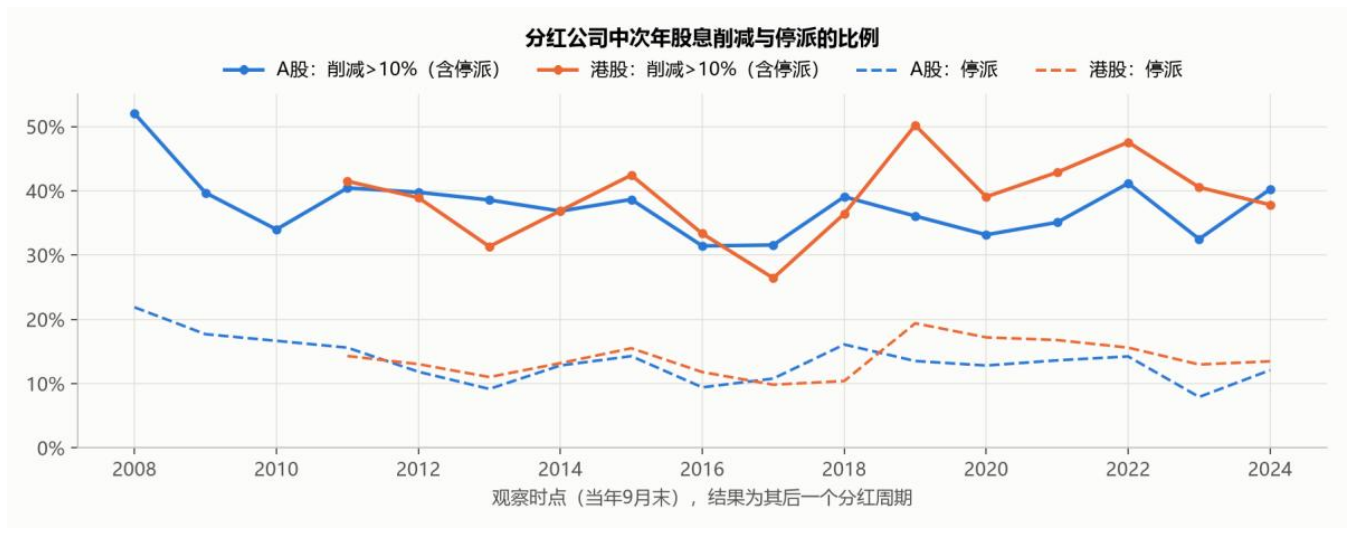 分红公司中次年股息削减与停派的比例
A股：削减>10%（含停派） 港股：削减>10%（含停派） A股：停派 港股：停派
50%
40%
30%
20%
10%
0%
2008 2010 2012 2014 2016 2018 2020 2022 2024
观察时点（当年9月末），结果为其后一个分红周期